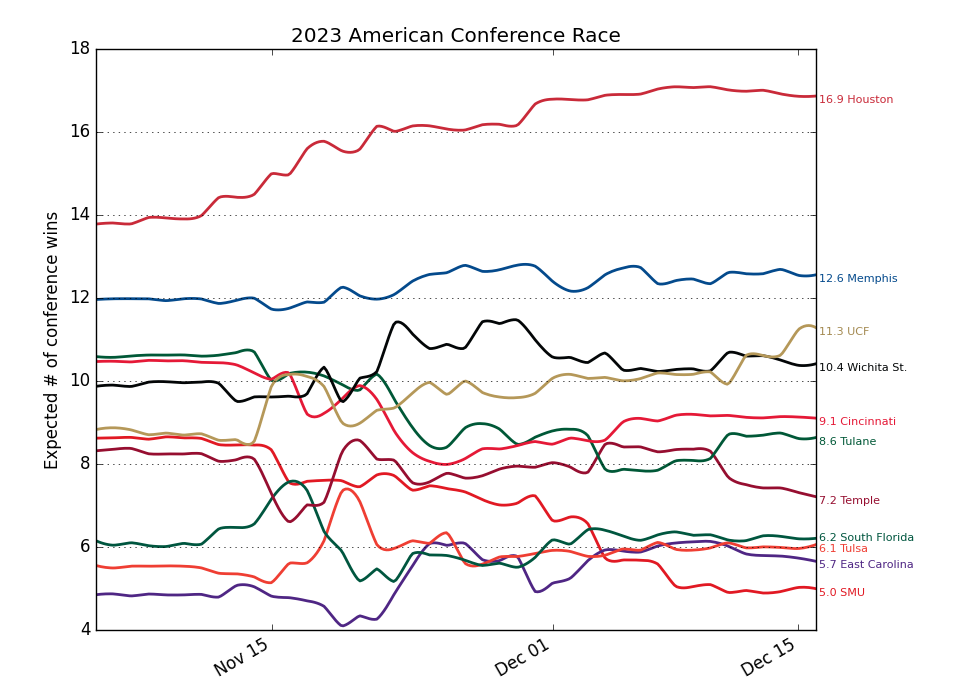 2023 American Conference Race
Expected # of conference wins
18
16
14
12
10
8
6
4
Nov 15
Dec 01
Dec 15
16.9 Houston
12.6 Memphis
11.3 UCF
10.4 Wichita St.
9.1 Cincinnati
8.6 Tulane
7.2 Temple
6.2 South Florida
6.1 Tulsa
5.7 East Carolina
5.0 SMU